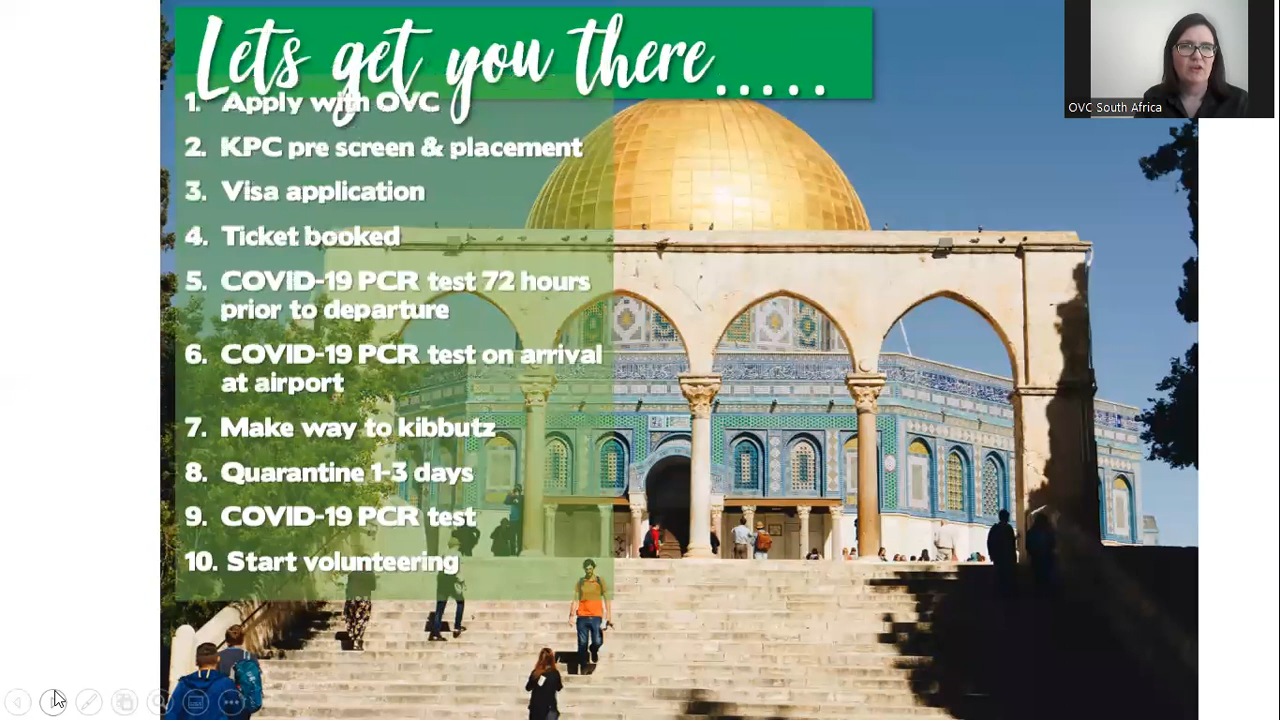 Lets get you there.....
OVC South Africa
1. Apply with OVC
2. KPC pre screen & placement
3. Visa application
4. Ticket booked
5. COVID-19 PCR test 72 hours
prior to departure
6. COVID-19 PCR test on arrival
at airport
7. Make way to kibbutz
8. Quarantine 1-3 days
9. COVID-19 PCR test
10. Start volunteering